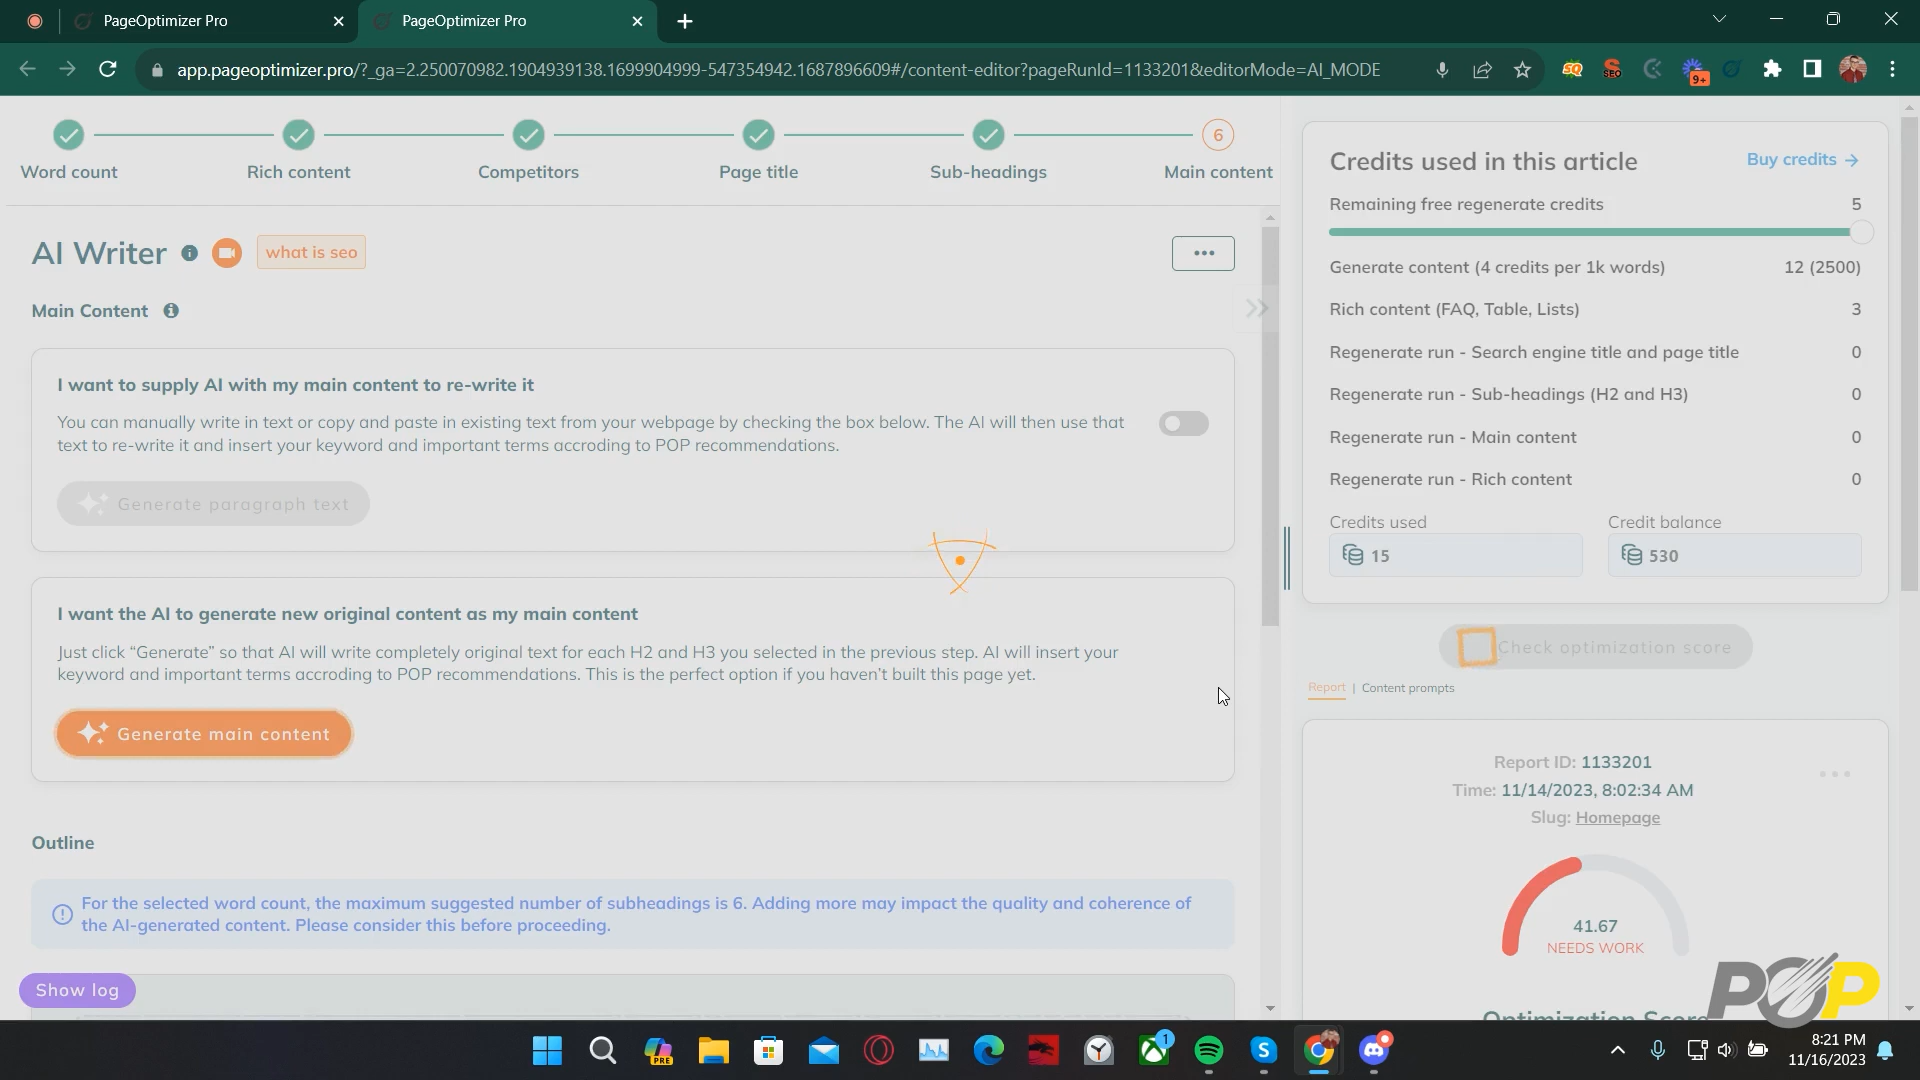 PageOptimizer Pro
PageOptimizer Pro
app.pageoptimizer.pro/?_ga=2.250070982.1904939138.1699904999-547354942.1687896609#/content-editor?pageRunId=1133201&editorMode=AI_MODE
SQ
SEO
9+
6
Word count
Rich content
Competitors
Page title
Sub-headings
Main content
AI Writer
what is seo
Main Content
I want to supply AI with my main content to re-write it
You can manually write in text or copy and paste in existing text from your webpage by checking the box below. The AI will then use that
text to re-write it and insert your keyword and important terms accroding to POP recommendations.
Generate paragraph text
I want the AI to generate new original content as my main content
Just click “Generate” so that AI will write completely original text for each H2 and H3 you selected in the previous step. AI will insert your
keyword and important terms accroding to POP recommendations. This is the perfect option if you haven’t built this page yet.
Generate main content
Outline
For the selected word count, the maximum suggested number of subheadings is 6. Adding more may impact the quality and coherence of
the AI-generated content. Please consider this before proceeding.
Show log
Credits used in this article
Buy credits →
Remaining free regenerate credits 5
Generate content (4 credits per 1k words) 12 (2500)
Rich content (FAQ, Table, Lists) 3
Regenerate run - Search engine title and page title 0
Regenerate run - Sub-headings (H2 and H3) 0
Regenerate run - Main content 0
Regenerate run - Rich content 0
Credits used Credit balance
15 530
Check optimization score
Report | Content prompts
Report ID: 1133201
Time: 11/14/2023, 8:02:34 AM
Slug: Homepage
41.67
NEEDS WORK
Optimization Score
POP
PRE
1
8:21 PM
11/16/2023